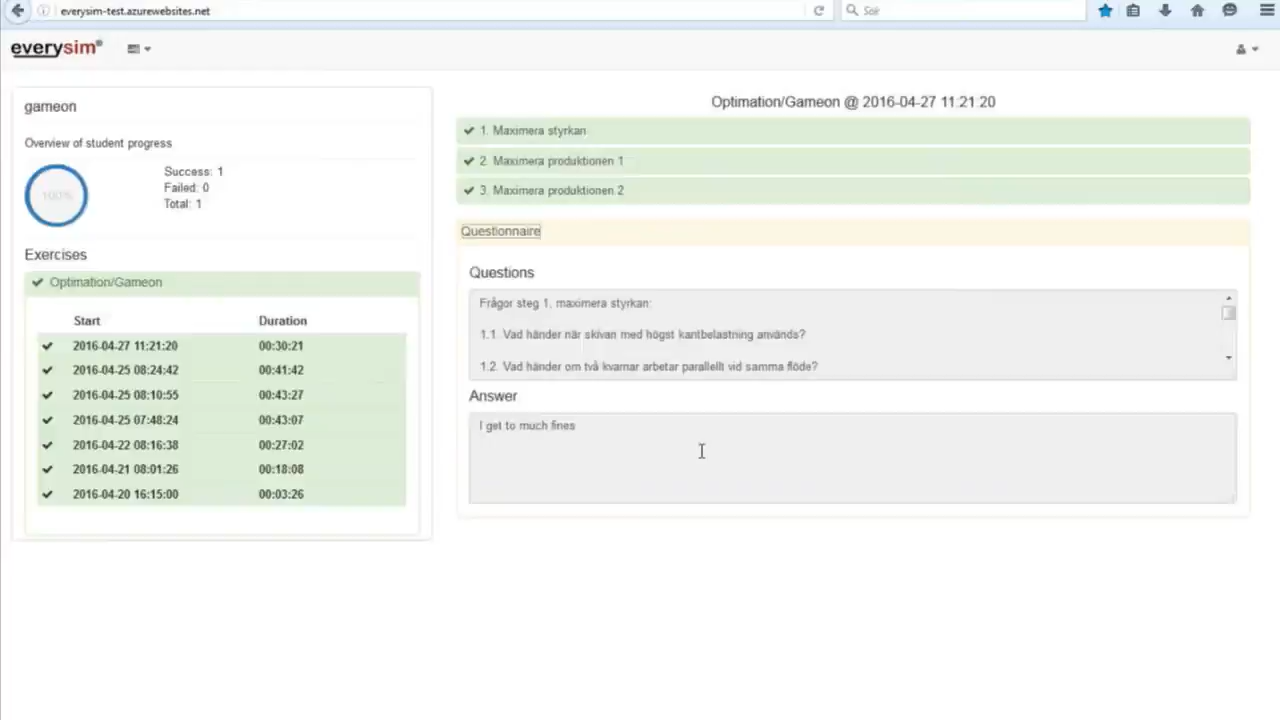 everysim-test.azurewebsites.net
Sök
everysim®
gameon
Overview of student progress
100%
Success: 1
Failed: 0
Total: 1
Exercises
Optimation/Gameon
Start Duration
2016-04-27 11:21:20 00:30:21
2016-04-25 08:24:42 00:41:42
2016-04-25 08:10:55 00:43:27
2016-04-25 07:48:24 00:43:07
2016-04-22 08:16:38 00:27:02
2016-04-21 08:01:26 00:18:08
2016-04-20 16:15:00 00:03:26
Optimation/Gameon @ 2016-04-27 11:21:20
1. Maximera styrkan
2. Maximera produktionen 1
3. Maximera produktionen 2
Questionnaire
Questions
Frågor steg 1, maximera styrkan:
1.1. Vad händer när skivan med högst kantbelastning används?
1.2. Vad händer om två kvarnar arbetar parallellt vid samma flöde?
Answer
I get to much fines